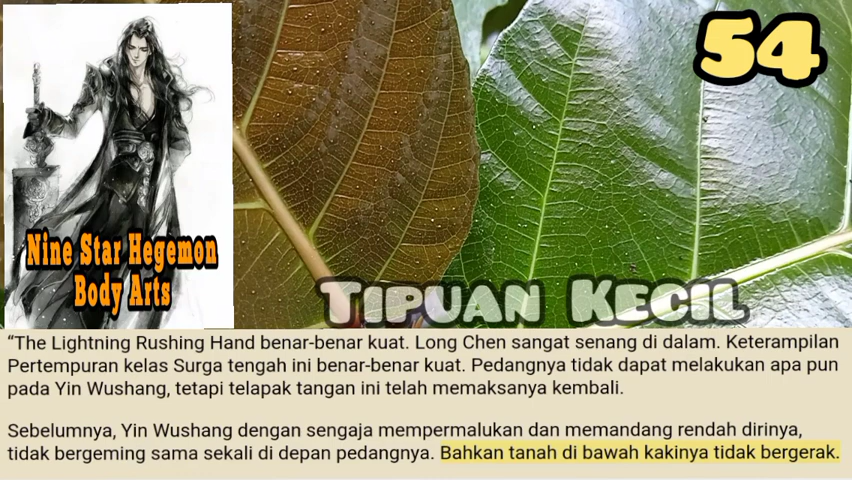 54
Nine Star Hegemon
Body Arts
Tipuan Kecil
“The Lightning Rushing Hand benar-benar kuat. Long Chen sangat senang di dalam. Keterampilan
Pertempuran kelas Surga tengah ini benar-benar kuat. Pedangnya tidak dapat melakukan apa pun
pada Yin Wushang, tetapi telapak tangan ini telah memaksanya kembali.
Sebelumnya, Yin Wushang dengan sengaja mempermalukan dan memandang rendah dirinya,
tidak bergeming sama sekali di depan pedangnya. Bahkan tanah di bawah kakinya tidak bergerak.